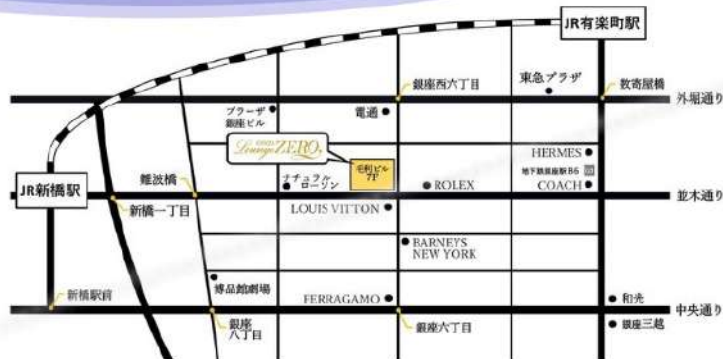 JR有楽町駅
銀座西六丁目
東急プラザ
数寄屋橋
外堀通り
プラーザ
銀座ビル
電通
Lounge ZERO
毛利ビル
7F
HERMES
地下鉄銀座駅B6
COACH
難波橋
ナチュラル
ローソン
ROLEX
JR新橋駅
並木通り
新橋一丁目
LOUIS VITTON
BARNEYS
NEW YORK
博品館劇場
新橋駅前
FERRAGAMO
和光
中央通り
銀座
八丁目
銀座六丁目
銀座三越